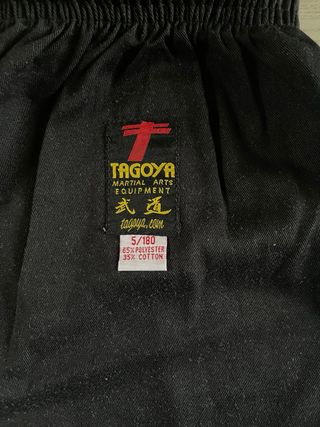 TAGOYA
MARTIAL ARTS
EQUIPMENT
武道
tagoya.com
5/180
65% POLYESTER
35% COTTON